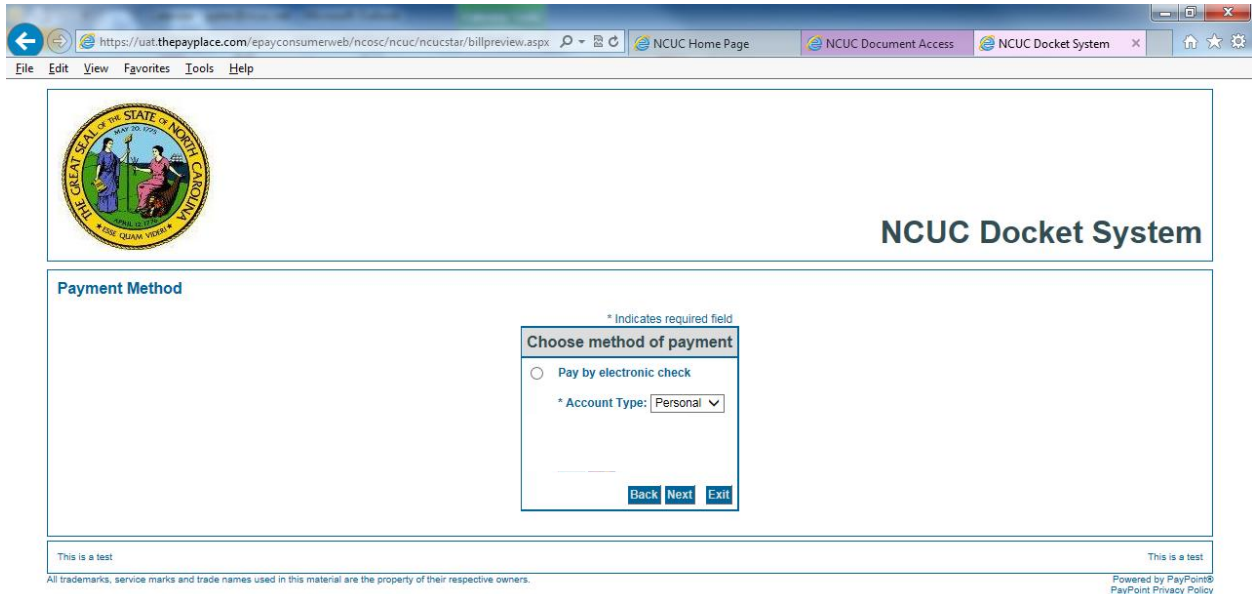 https://uat.thepayplace.com/epayconsumerweb/ncosc/ncuc/ncucstar/billpreview.aspx
NCUC Home Page
NCUC Document Access
NCUC Docket System
File Edit View Favorites Tools Help
THE GREAT SEAL OF THE STATE OF NORTH CAROLINA
MAY 20, 1775
APRIL 12, 1776
ESSE QUAM VIDERI
NCUC Docket System
Payment Method
* Indicates required field
Choose method of payment
Pay by electronic check
* Account Type: Personal
Back Next Exit
This is a test
This is a test
All trademarks, service marks and trade names used in this material are the property of their respective owners.
Powered by PayPoint®
PayPoint Privacy Policy